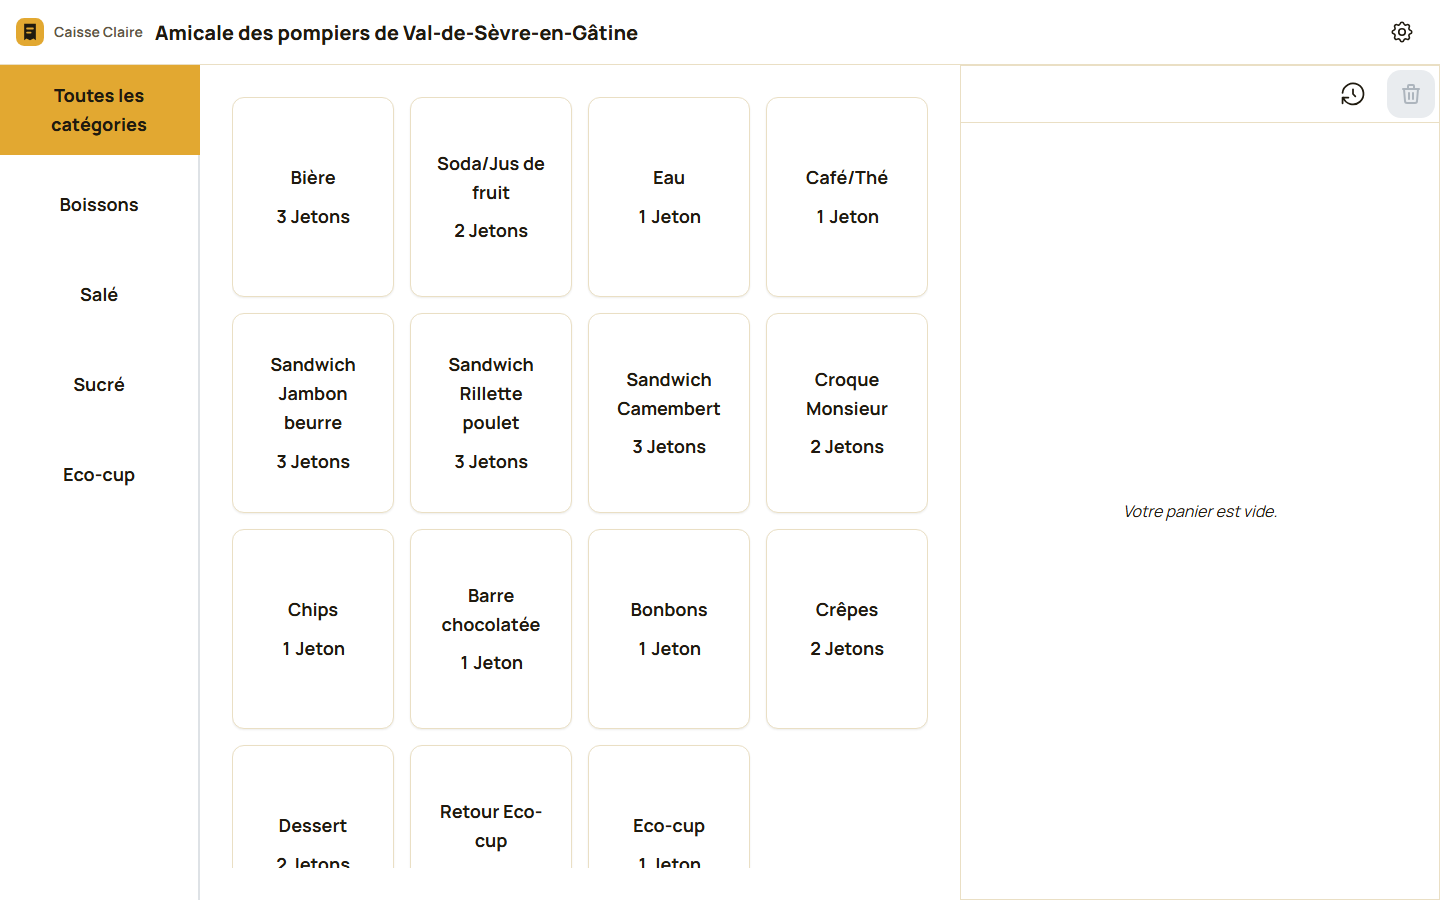 Caisse Claire
Amicale des pompiers de Val-de-Sèvre-en-Gâtine
Toutes les
catégories
Boissons
Salé
Sucré
Eco-cup
Bière
3 Jetons
Soda/Jus de
fruit
2 Jetons
Eau
1 Jeton
Café/Thé
1 Jeton
Sandwich
Jambon
beurre
3 Jetons
Sandwich
Rillette
poulet
3 Jetons
Sandwich
Camembert
3 Jetons
Croque
Monsieur
2 Jetons
Chips
1 Jeton
Barre
chocolatée
1 Jeton
Bonbons
1 Jeton
Crêpes
2 Jetons
Dessert
2 Jetons
Retour Eco-
cup
Eco-cup
1 Jeton
Votre panier est vide.